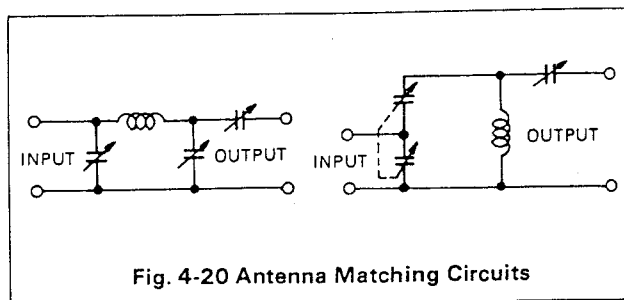 INPUT
OUTPUT
INPUT
OUTPUT
Fig. 4-20 Antenna Matching Circuits